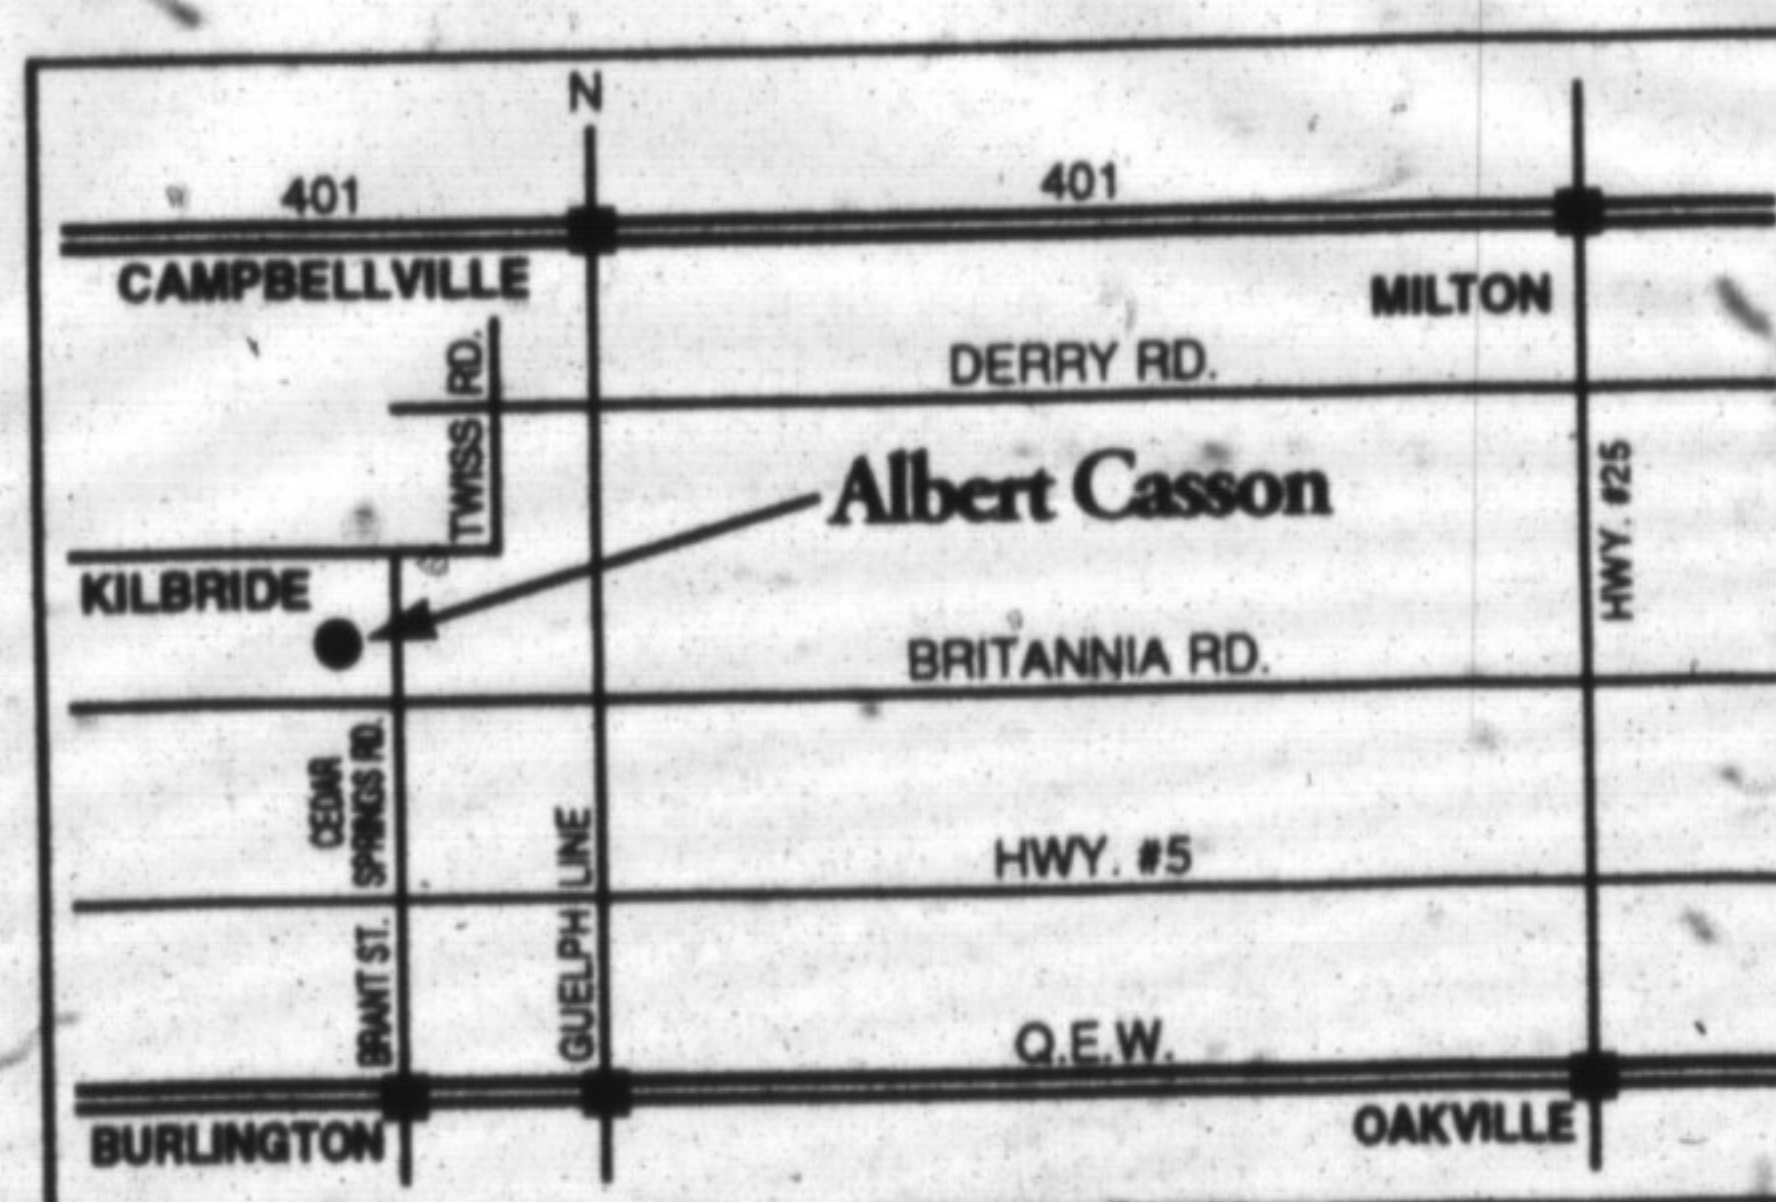 N
401
401
CAMPBELLVILLE
MILTON
TWISS RD.
DERRY RD.
Albert Casson
HWY. #25
KILBRIDE
BRITANNIA RD.
CEDAR
SPRINGS RD.
HWY. #5
BRANT ST.
GUELPH LINE
Q.E.W.
BURLINGTON
OAKVILLE